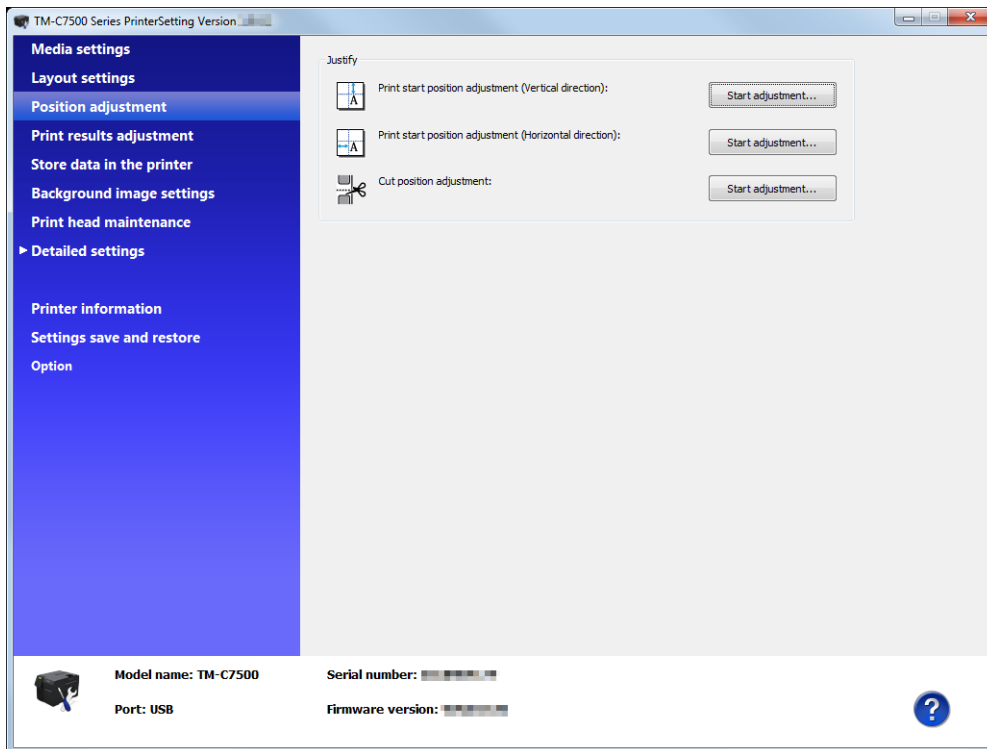 TM-C7500 Series PrinterSetting Version
Media settings
Layout settings
Position adjustment
Print results adjustment
Store data in the printer
Background image settings
Print head maintenance
Detailed settings
Printer information
Settings save and restore
Option
Justify
A
Print start position adjustment (Vertical direction):
Start adjustment...
A
Print start position adjustment (Horizontal direction):
Start adjustment...
Cut position adjustment:
Start adjustment...
Model name: TM-C7500
Serial number:
Port: USB
Firmware version:
?